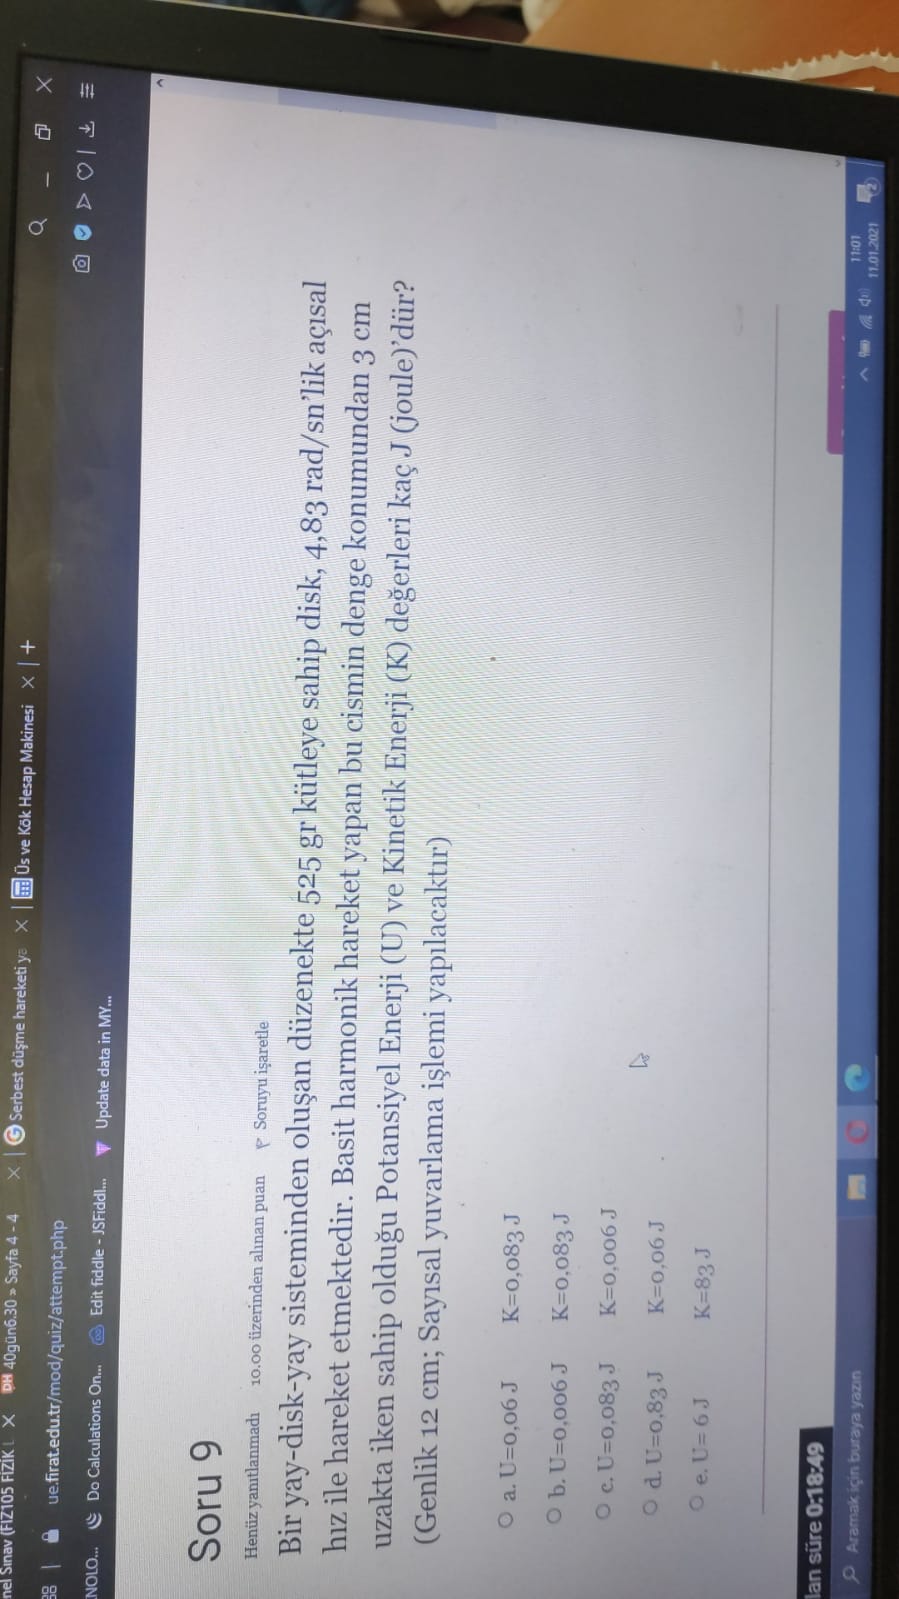 nel Sınav (FIZ105 FİZİK
40gün6.30 » Sayfa 4 - 4
Serbest düşme hareketi ya
Üs ve Kök Hesap Makinesi
ue.firat.edu.tr/mod/quiz/attempt.php
NOLO...
Do Calculations On...
Edit fiddle - JSFiddl...
Update data in MY...
Soru 9
Henüz yanıtlanmadı 10.00 üzerinden alınan puan Soruyu işaretle
Bir yay-disk-yay sisteminden oluşan düzenekte 525 gr kütleye sahip disk, 4,83 rad/sn'lik açısal
hız ile hareket etmektedir. Basit harmonik hareket yapan bu cismin denge konumundan 3 cm
uzakta iken sahip olduğu Potansiyel Enerji (U) ve Kinetik Enerji (K) değerleri kaç J (joule)'dür?
(Genlik 12 cm; Sayısal yuvarlama işlemi yapılacaktır)
a. U=0,06 J K=0,083 J
b. U=0,006 J K=0,083 J
c. U=0,083 J K=0,006 J
d. U=0,83 J K=0,06 J
e. U= 6 J K=83 J
lan süre 0:18:49
Aramak için buraya yazın
11:01
11.01.2021
2